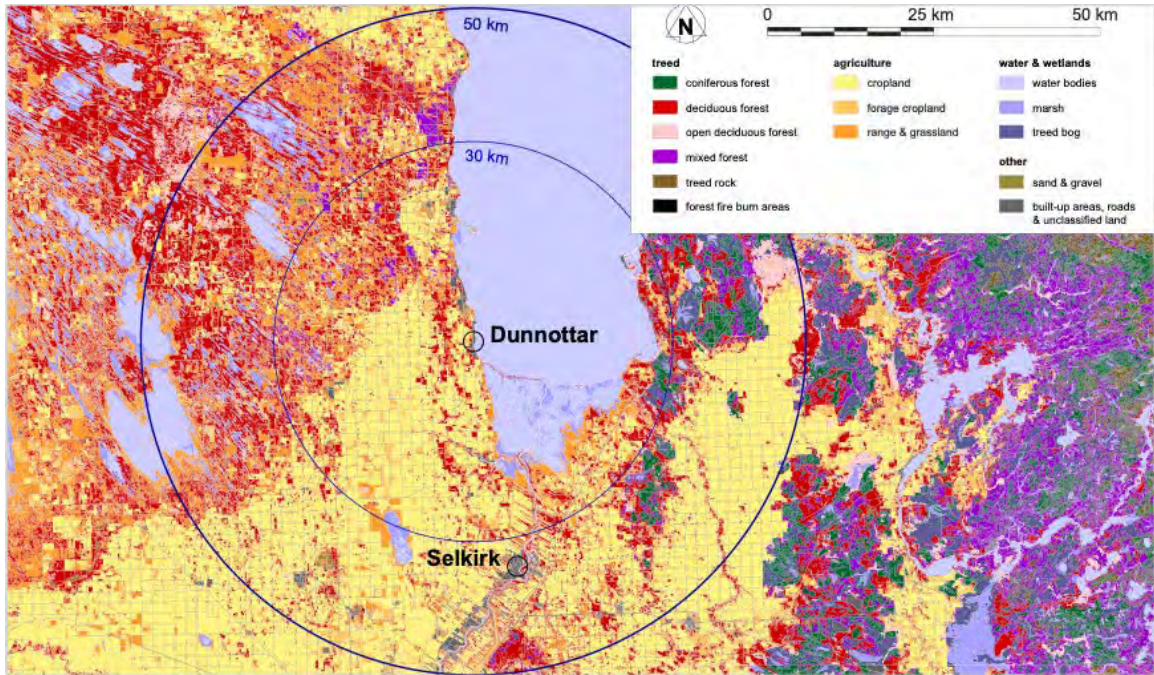 50 km
30 km
N
0 25 km 50 km
treed
coniferous forest
deciduous forest
open deciduous forest
mixed forest
treed rock
forest fire burn areas
agriculture
cropland
forage cropland
range & grassland
water & wetlands
water bodies
marsh
treed bog
other
sand & gravel
built-up areas, roads
& unclassified land
Dunnottar
Selkirk